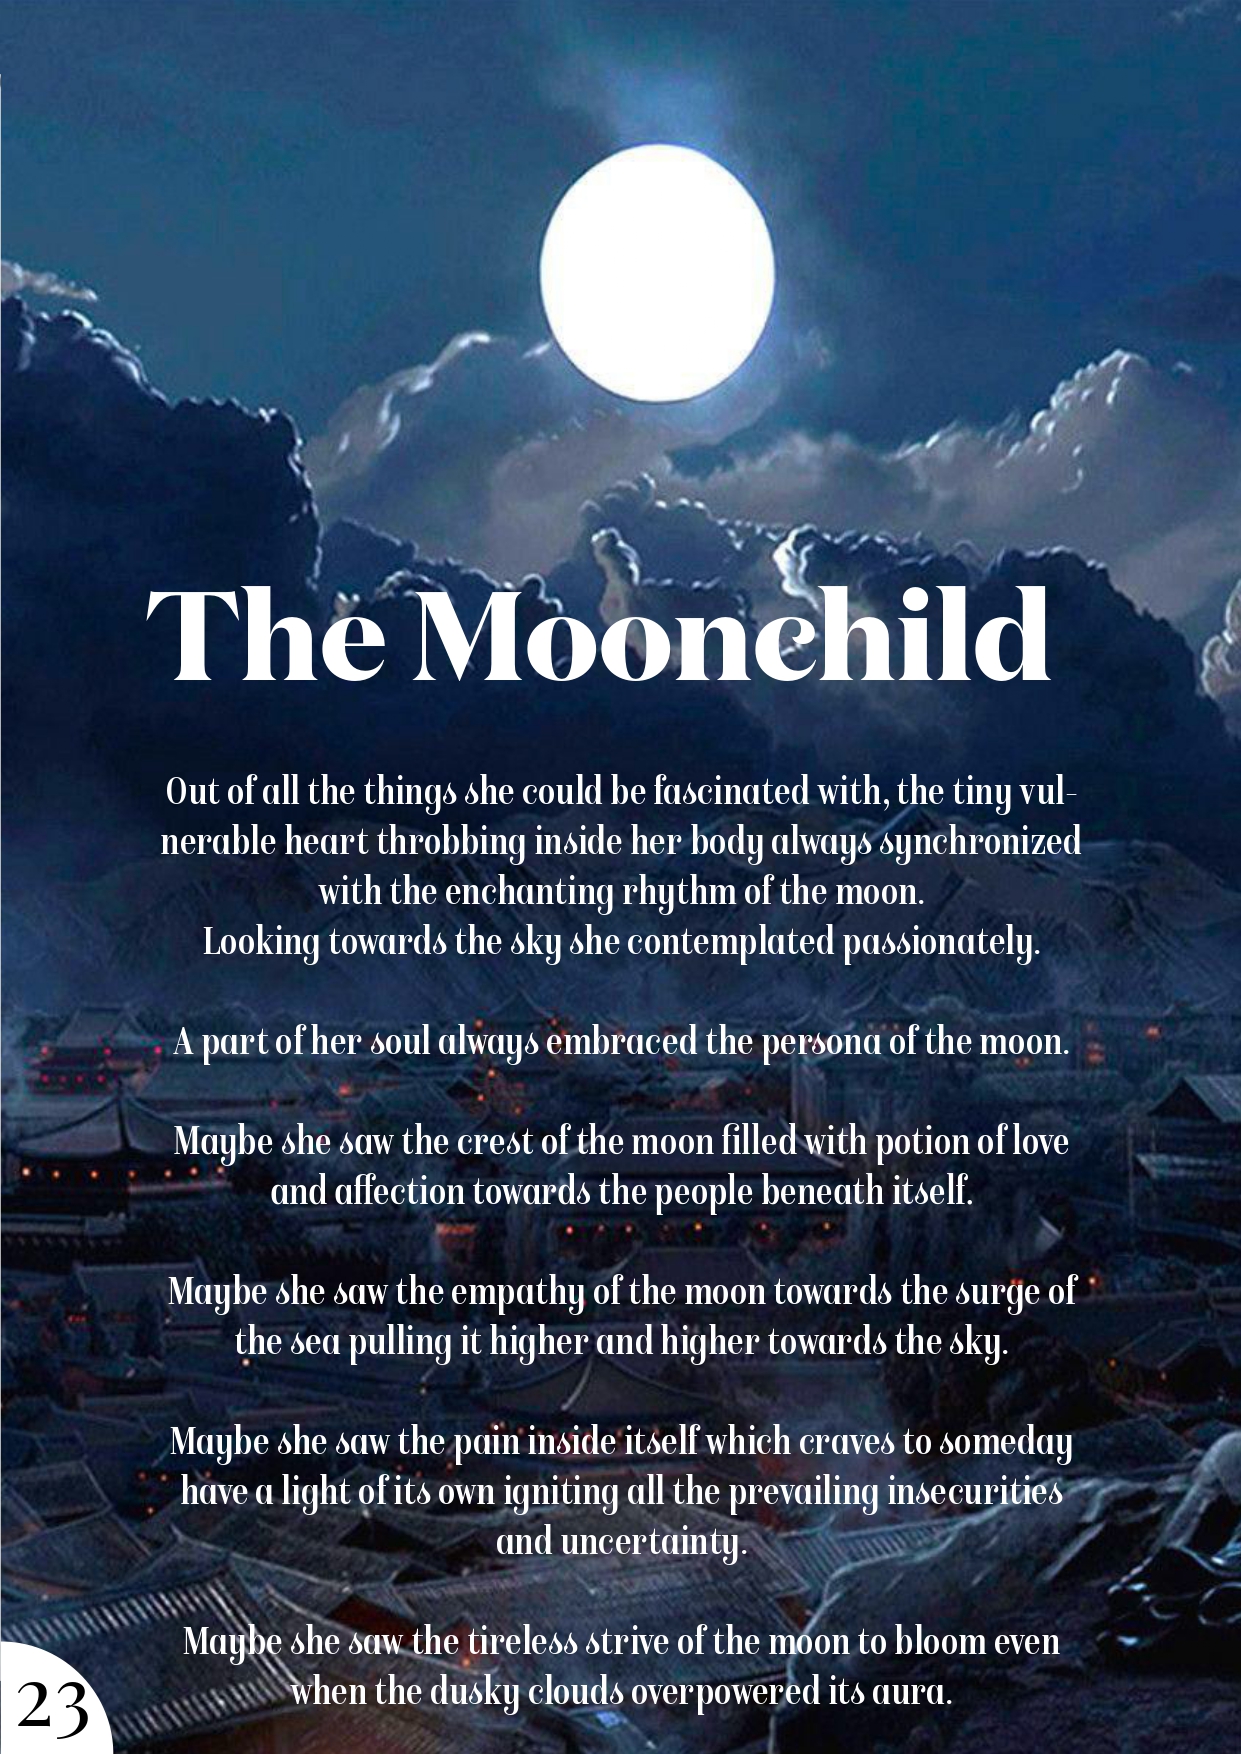 The Moonchild
Out of all the things she could be fascinated with, the tiny vul-
nerable heart throbbing inside her body always synchronized
with the enchanting rhythm of the moon.
Looking towards the sky she contemplated passionately.
A part of her soul always embraced the persona of the moon.
Maybe she saw the crest of the moon filled with potion of love
and affection towards the people beneath itself.
Maybe she saw the empathy of the moon towards the surge of
the sea pulling it higher and higher towards the sky.
Maybe she saw the pain inside itself which craves to someday
have a light of its own igniting all the prevailing insecurities
and uncertainty.
Maybe she saw the tireless strive of the moon to bloom even
when the dusky clouds overpowered its aura.
23